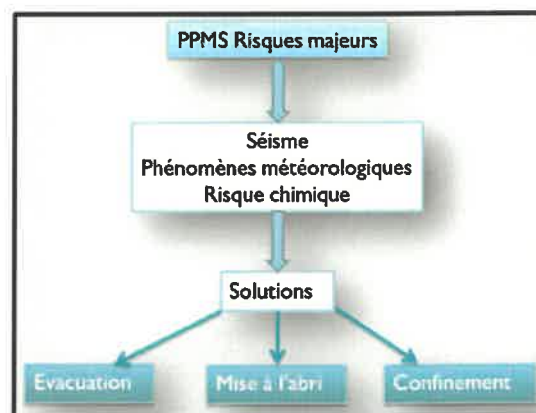 PPMS Risques majeurs
Séisme
Phénomènes météorologiques
Risque chimique
Solutions
Evacuation
Mise à l'abri
Confinement